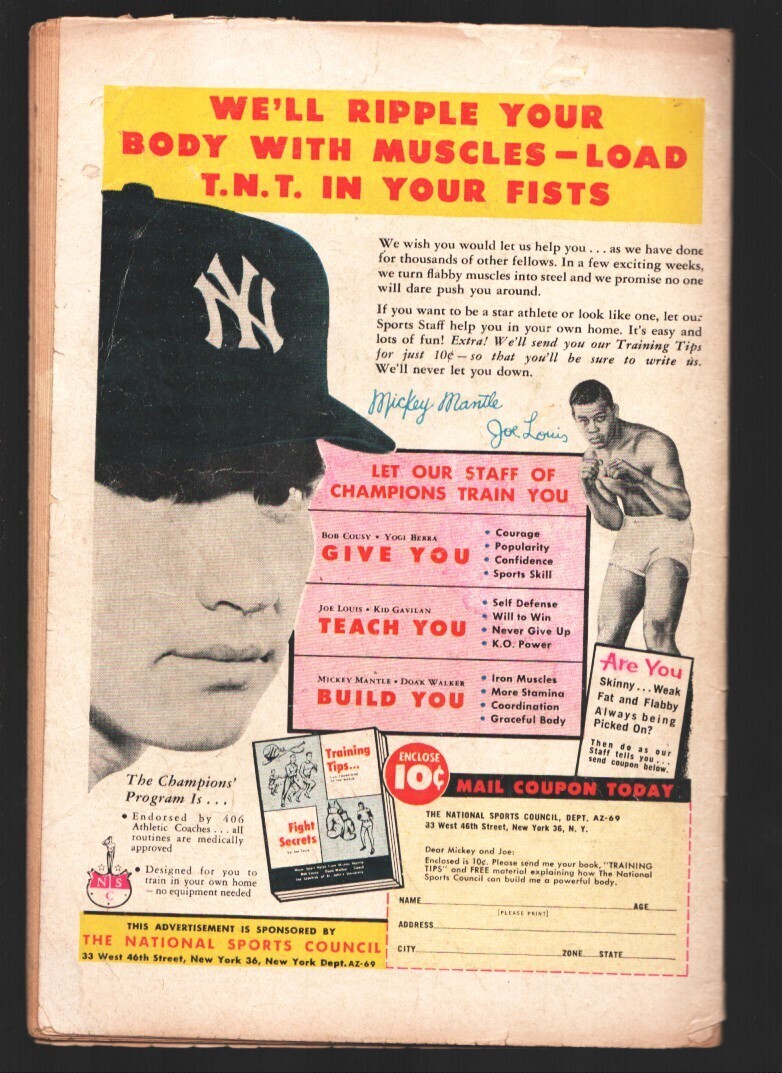 WE'LL RIPPLE YOUR
BODY WITH MUSCLES—LOAD
T.N.T. IN YOUR FISTS
NY
We wish you would let us help you . . . as we have done
for thousands of other fellows. In a few exciting weeks,
we turn flabby muscles into steel and we promise no one
will dare push you around.
If you want to be a star athlete or look like one, let our
Sports Staff help you in your own home. It's easy and
lots of fun! Extra! We'll send you our Training Tips
for just 10¢—so that you'll be sure to write us.
We'll never let you down.
Mickey Mantle
Joe Louis
LET OUR STAFF OF
CHAMPIONS TRAIN YOU
BOB COUSY • YOGI BERRA
GIVE YOU
• Courage
• Popularity
• Confidence
• Sports Skill
JOE LOUIS • KID GAVILAN
TEACH YOU
• Self Defense
• Will to Win
• Never Give Up
• K.O. Power
MICKEY MANTLE • DOAK WALKER
BUILD YOU
• Iron Muscles
• More Stamina
• Coordination
• Graceful Body
Are You
Skinny...Weak
Fat and Flabby
Always being
Picked On?
Then do as our
Staff tells you...
send coupon below.
The Champions'
Program Is . . .
• Endorsed by 406
Athletic Coaches . . . all
routines are medically
approved
• Designed for you to
train in your own home
— no equipment needed
NSC
Training
Tips...
Fight
Secrets
by Joe Louis
ENCLOSE
10¢
MAIL COUPON TODAY
THE NATIONAL SPORTS COUNCIL, DEPT. AZ-69
33 West 46th Street, New York 36, N. Y.
Dear Mickey and Joe:
Enclosed is 10c. Please send me your book, "TRAINING
TIPS" and FREE material explaining how The National
Sports Council can build me a powerful body.
NAME AGE
[PLEASE PRINT]
ADDRESS
CITY ZONE STATE
THIS ADVERTISEMENT IS SPONSORED BY
THE NATIONAL SPORTS COUNCIL
33 West 46th Street, New York 36, New York Dept. AZ-69